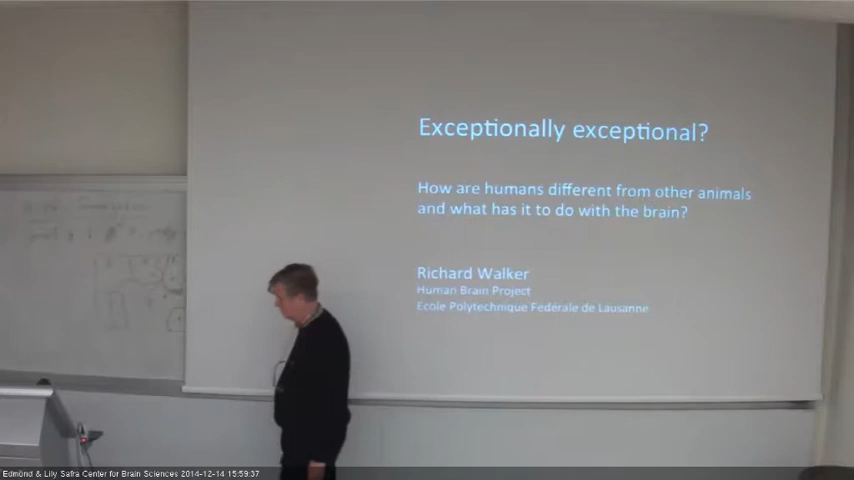 Exceptionally exceptional?
How are humans different from other animals
and what has it to do with the brain?
Richard Walker
Human Brain Project
Ecole Polytechnique Fedérale de Lausanne
Edmond & Lily Safra Center for Brain Sciences 2014-12-14 15:59:37